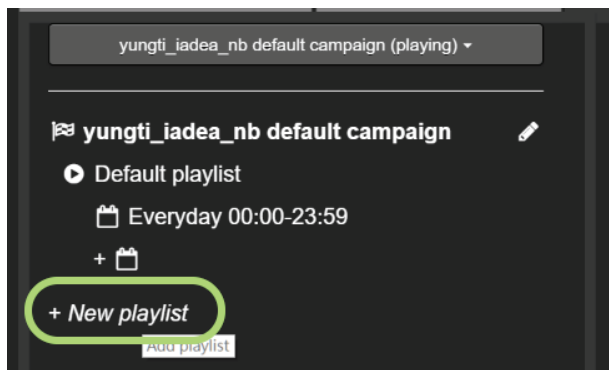 yungti_iadea_nb default campaign (playing)
yungti_iadea_nb default campaign
Default playlist
Everyday 00:00-23:59
+
+ New playlist
Add playlist